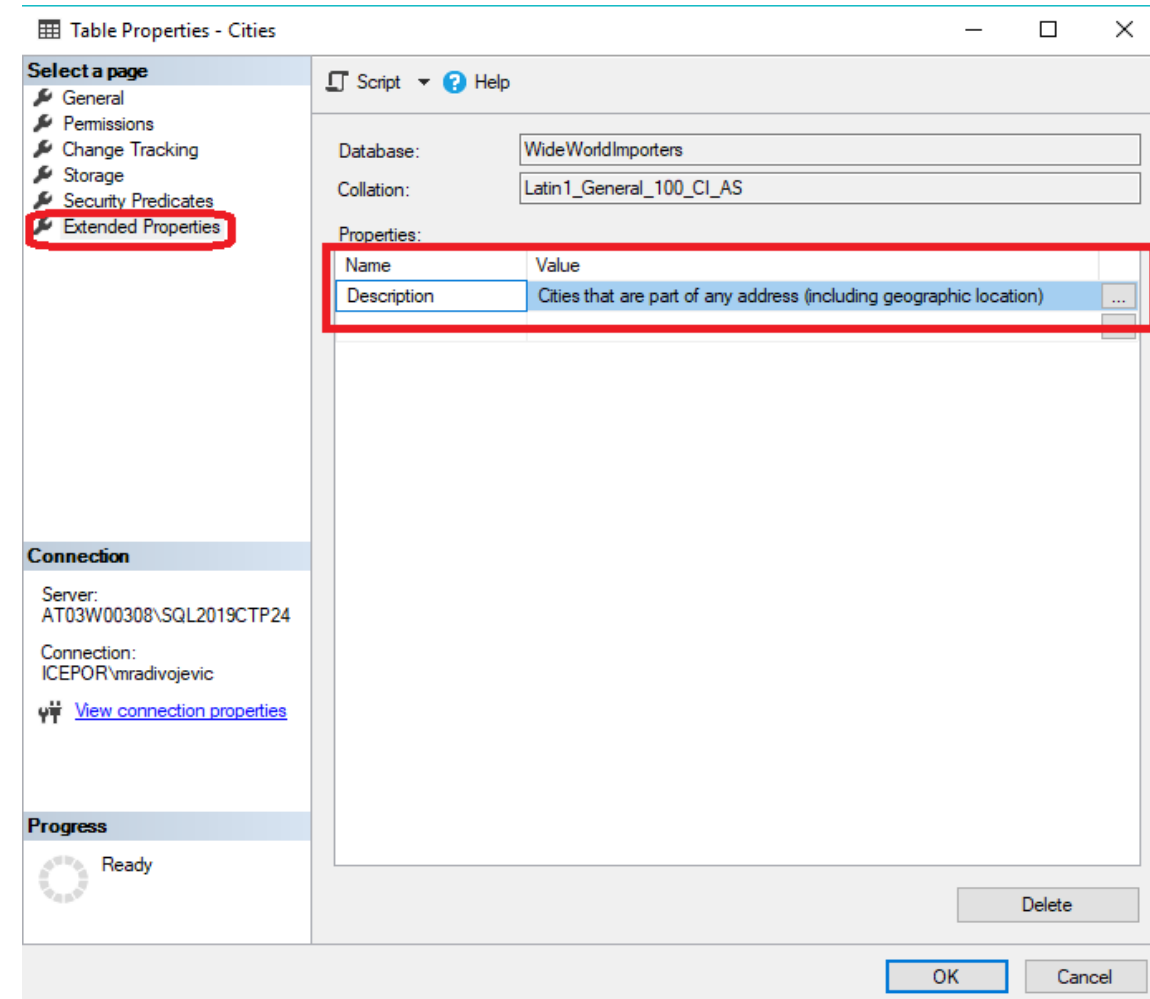 Table Properties - Cities
Select a page
General
Permissions
Change Tracking
Storage
Security Predicates
Extended Properties
Script
Help
Database:
WideWorldImporters
Collation:
Latin1_General_100_CI_AS
Properties:
Name
Value
Description
Cities that are part of any address (including geographic location)
...
Connection
Server:
AT03W00308\SQL2019CTP24
Connection:
ICEPOR\mradivojevic
View connection properties
Progress
Ready
Delete
OK
Cancel